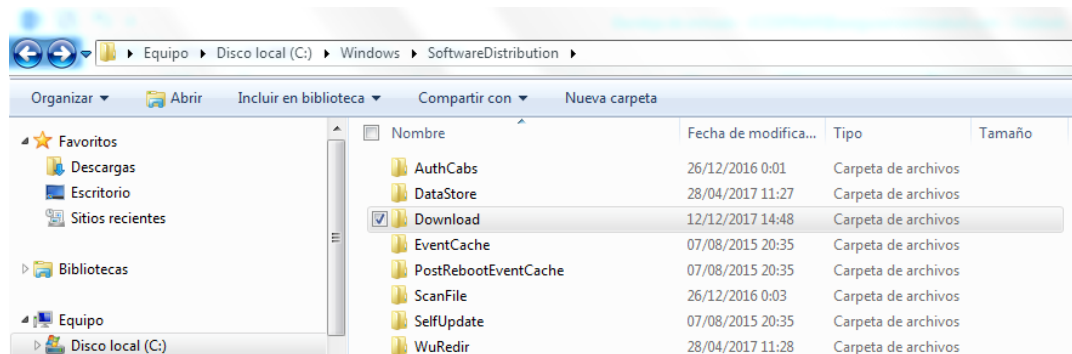 Equipo Disco local (C:) Windows SoftwareDistribution
Organizar Abrir Incluir en biblioteca Compartir con Nueva carpeta
Favoritos
Descargas
Escritorio
Sitios recientes
Bibliotecas
Equipo
Disco local (C:)
Nombre Fecha de modifica... Tipo Tamaño
AuthCabs 26/12/2016 0:01 Carpeta de archivos
DataStore 28/04/2017 11:27 Carpeta de archivos
Download 12/12/2017 14:48 Carpeta de archivos
EventCache 07/08/2015 20:35 Carpeta de archivos
PostRebootEventCache 07/08/2015 20:35 Carpeta de archivos
ScanFile 26/12/2016 0:03 Carpeta de archivos
SelfUpdate 07/08/2015 20:35 Carpeta de archivos
WuRedir 28/04/2017 11:28 Carpeta de archivos